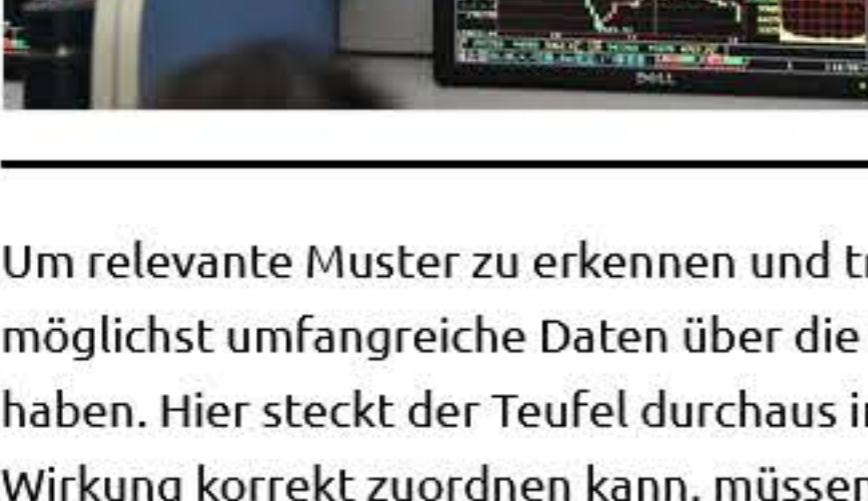 DELL
Um relevante Muster zu erkennen und
möglichst umfangreiche Daten über die
haben. Hier steckt der Teufel durchaus
Wirkung korrekt zuordnen kann, müssen